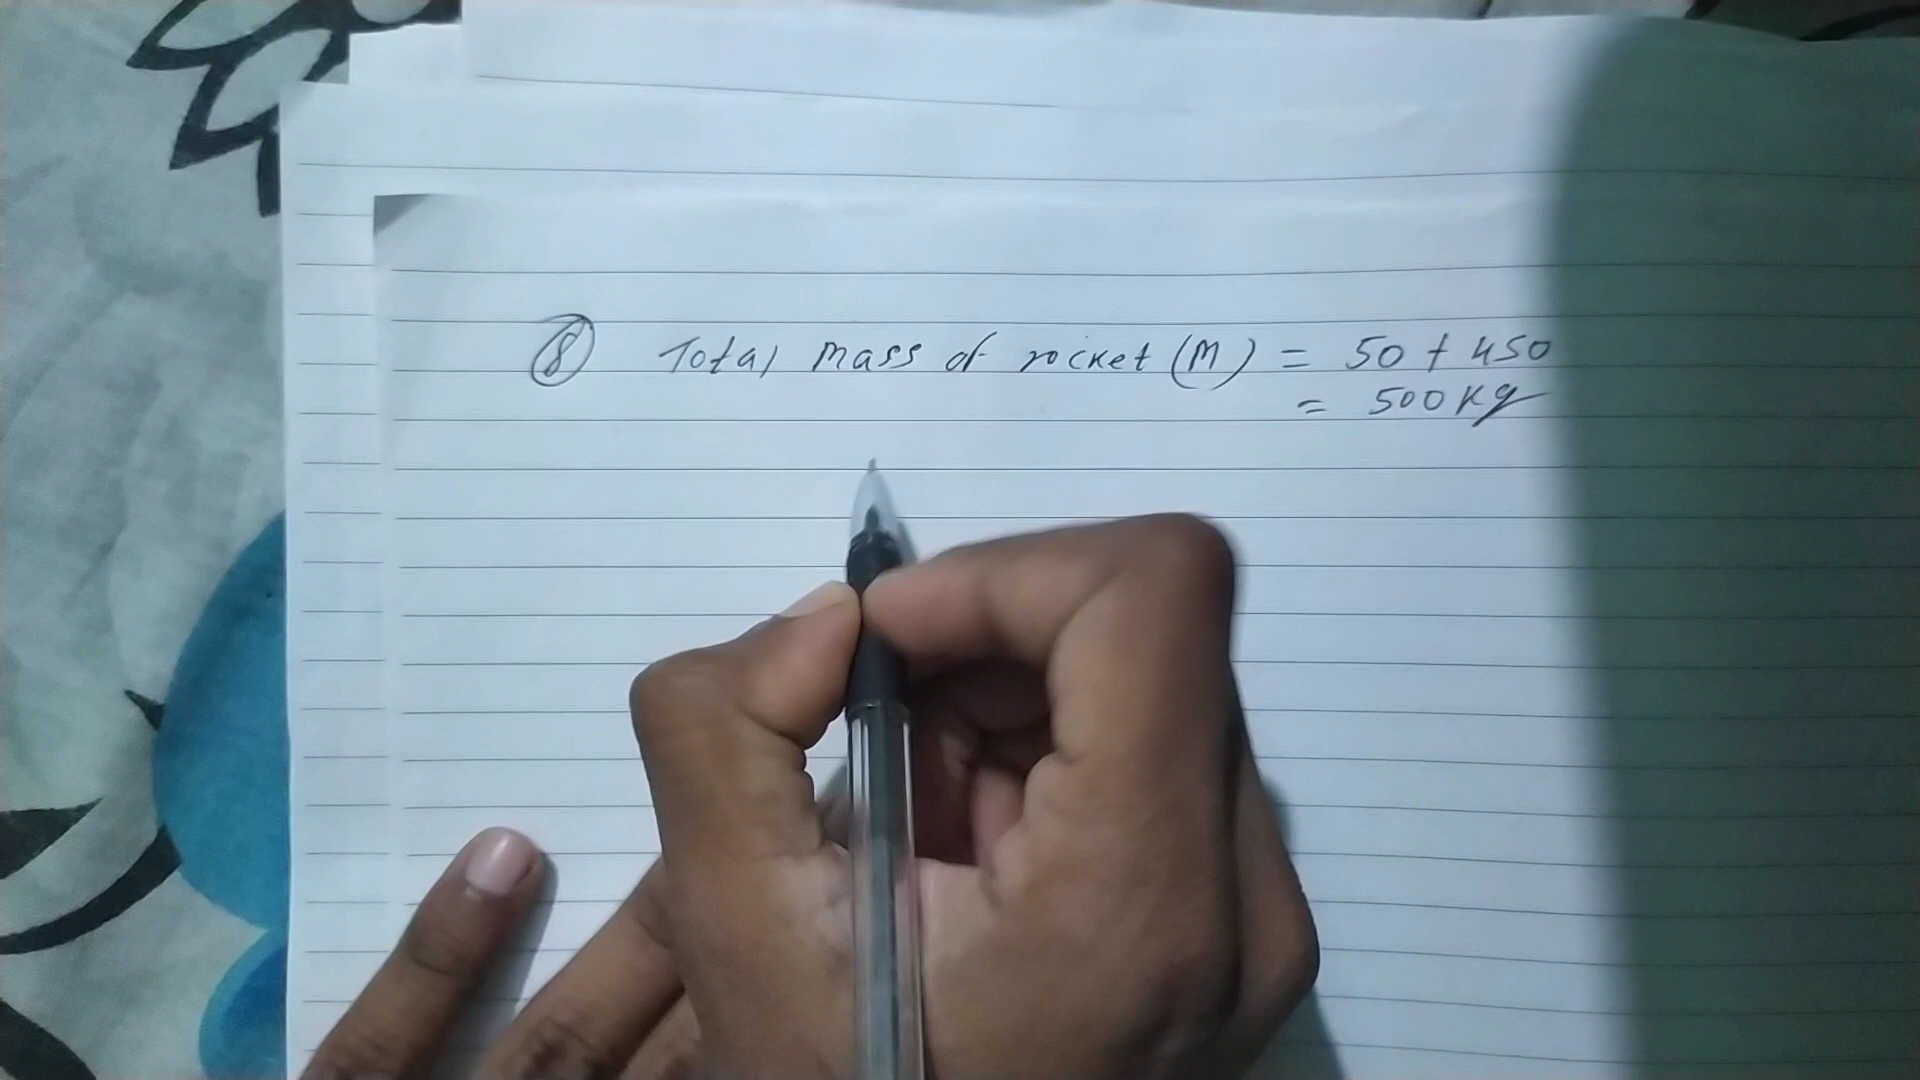 ⑧ Total mass of rocket (M) = 50 + 450
= 500 kg